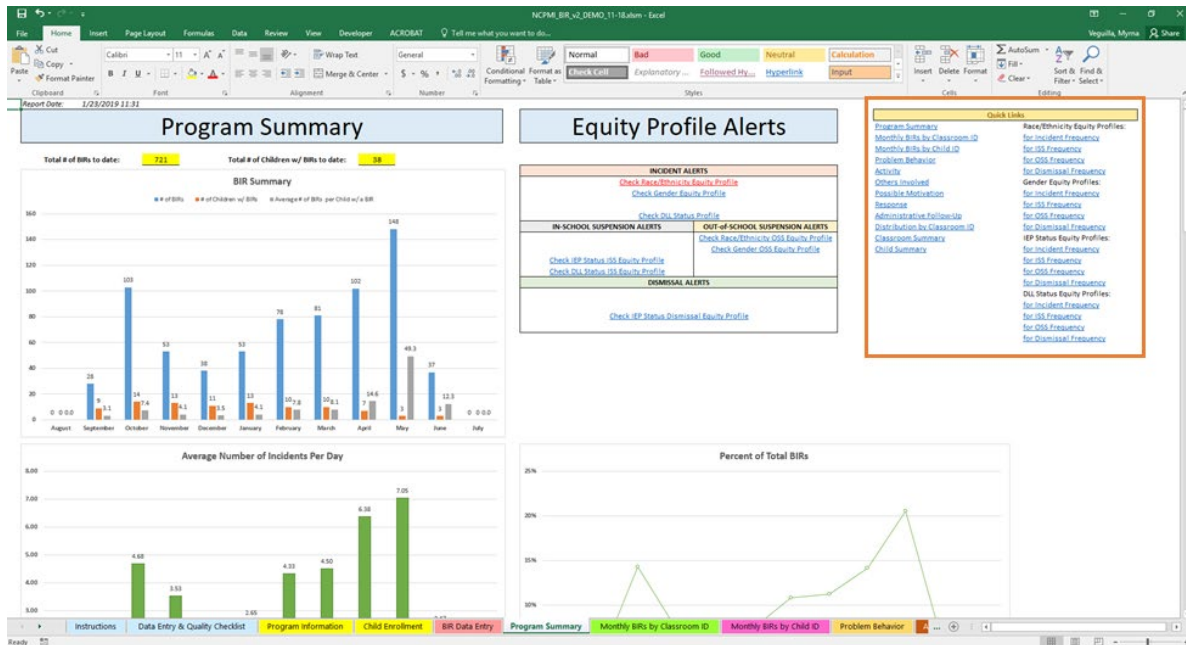 NCPMI_BIR_v2_DEMO_11-18.xlsm - Excel
File Home Insert Page Layout Formulas Data Review View Developer ACROBAT Tell me what you want to do... Veguilla, Myrna Share
Cut
Copy
Format Painter
Paste
Calibri 11
B I U
Wrap Text
Merge & Center
General
$ % ,
Conditional Formatting
Format as Table
Normal Bad Good Neutral Calculation
Check Cell Explanatory ... Followed Hy... Hyperlink Input
Insert Delete Format
AutoSum
Fill
Clear
Sort & Filter
Find & Select
Clipboard Font Alignment Number Styles Cells Editing
Report Date: 1/23/2019 11:31
Program Summary
Total # of BIRs to date: 721 Total # of Children w/ BIRs to date: 38
BIR Summary
# of BIRs # of Children w/ BIRs Average # of BIRs per Child w/a BIR
160
140
120
100
80
60
40
20
0
0 0 0.0
28 9 3.1
103 14 7.4
53 13 4.1
38 11 3.5
53 13 4.1
78 10 7.8
81 10 8.1
102 7 14.6
148 3 49.3
37 3 12.3
0 0 0.0
August September October November December January February March April May June July
Equity Profile Alerts
INCIDENT ALERTS
Check Race/Ethnicity Equity Profile
Check Gender Equity Profile
Check DLL Status Profile
IN-SCHOOL SUSPENSION ALERTS OUT-of-SCHOOL SUSPENSION ALERTS
Check Race/Ethnicity OSS Equity Profile
Check Gender OSS Equity Profile
Check IEP Status ISS Equity Profile
Check DLL Status ISS Equity Profile
DISMISSAL ALERTS
Check IEP Status Dismissal Equity Profile
Quick Links
Program Summary
Monthly BIRs by Classroom ID
Monthly BIRs by Child ID
Problem Behavior
Activity
Others Involved
Possible Motivation
Response
Administrative Follow-Up
Distribution by Classroom ID
Classroom Summary
Child Summary
Race/Ethnicity Equity Profiles:
for Incident Frequency
for ISS Frequency
for OSS Frequency
for Dismissal Frequency
Gender Equity Profiles:
for Incident Frequency
for ISS Frequency
for OSS Frequency
for Dismissal Frequency
IEP Status Equity Profiles:
for Incident Frequency
for ISS Frequency
for OSS Frequency
for Dismissal Frequency
DLL Status Equity Profiles:
for Incident Frequency
for ISS Frequency
for OSS Frequency
for Dismissal Frequency
Average Number of Incidents Per Day
8.00
7.00
6.00
5.00
4.00
3.00
4.68 3.53 2.65 4.33 4.50 6.38 7.05
Percent of Total BIRs
25%
20%
15%
10%
Instructions Data Entry & Quality Checklist Program Information Child Enrollment BIR Data Entry Program Summary Monthly BIRs by Classroom ID Monthly BIRs by Child ID Problem Behavior A ...
Ready